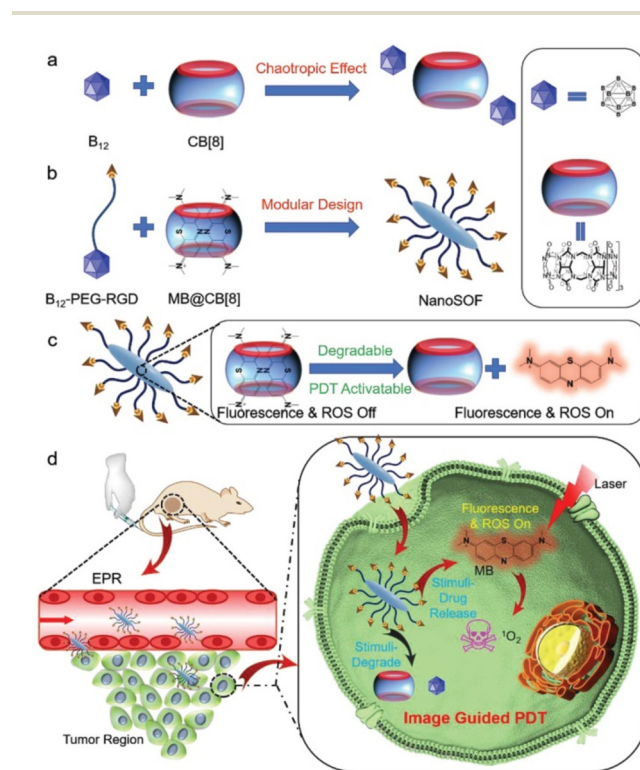 a
Chaotropic Effect
B₁₂
CB[8]
b
Modular Design
B₁₂-PEG-RGD
MB@CB[8]
NanoSOF
c
Degradable
PDT Activatable
Fluorescence & ROS Off
Fluorescence & ROS On
d
EPR
Tumor Region
Laser
Fluorescence
& ROS On
MB
Stimuli-
Drug
Release
¹O₂
Stimuli-
Degrade
Image Guided PDT